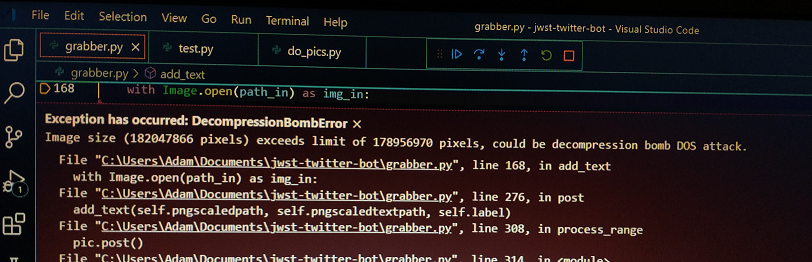 File Edit Selection View Go Run Terminal Help
grabber.py - jwst-twitter-bot - Visual Studio Code
grabber.py × test.py do_pics.py
grabber.py > add_text
168 with Image.open(path_in) as img_in:
Exception has occurred: DecompressionBombError ×
Image size (182047866 pixels) exceeds limit of 178956970 pixels, could be decompression bomb DOS attack.
File "C:\Users\Adam\Documents\jwst-twitter-bot\grabber.py", line 168, in add_text
with Image.open(path_in) as img_in:
File "C:\Users\Adam\Documents\jwst-twitter-bot\grabber.py", line 276, in post
add_text(self.pngscaledpath, self.pngscaledtextpath, self.label)
File "C:\Users\Adam\Documents\jwst-twitter-bot\grabber.py", line 308, in process_range
pic.post()
File "C:\Users\Adam\Documents\jwst-twitter-bot\grabber.py", line 314, in <module>
1